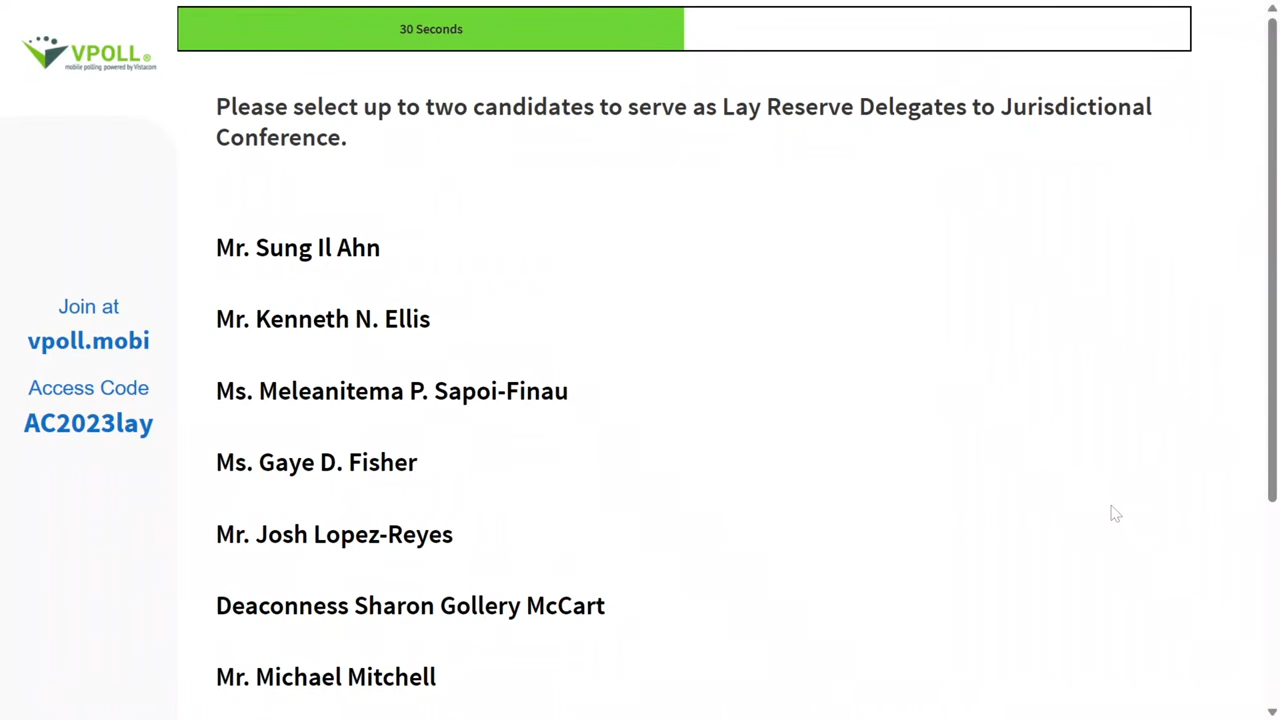 30 Seconds
VPOLL®
mobile polling powered by Vistacom
Please select up to two candidates to serve as Lay Reserve Delegates to Jurisdictional
Conference.
Mr. Sung Il Ahn
Mr. Kenneth N. Ellis
Ms. Meleanitema P. Sapoi-Finau
Ms. Gaye D. Fisher
Mr. Josh Lopez-Reyes
Deaconness Sharon Gollery McCart
Mr. Michael Mitchell
Join at
vpoll.mobi
Access Code
AC2023lay